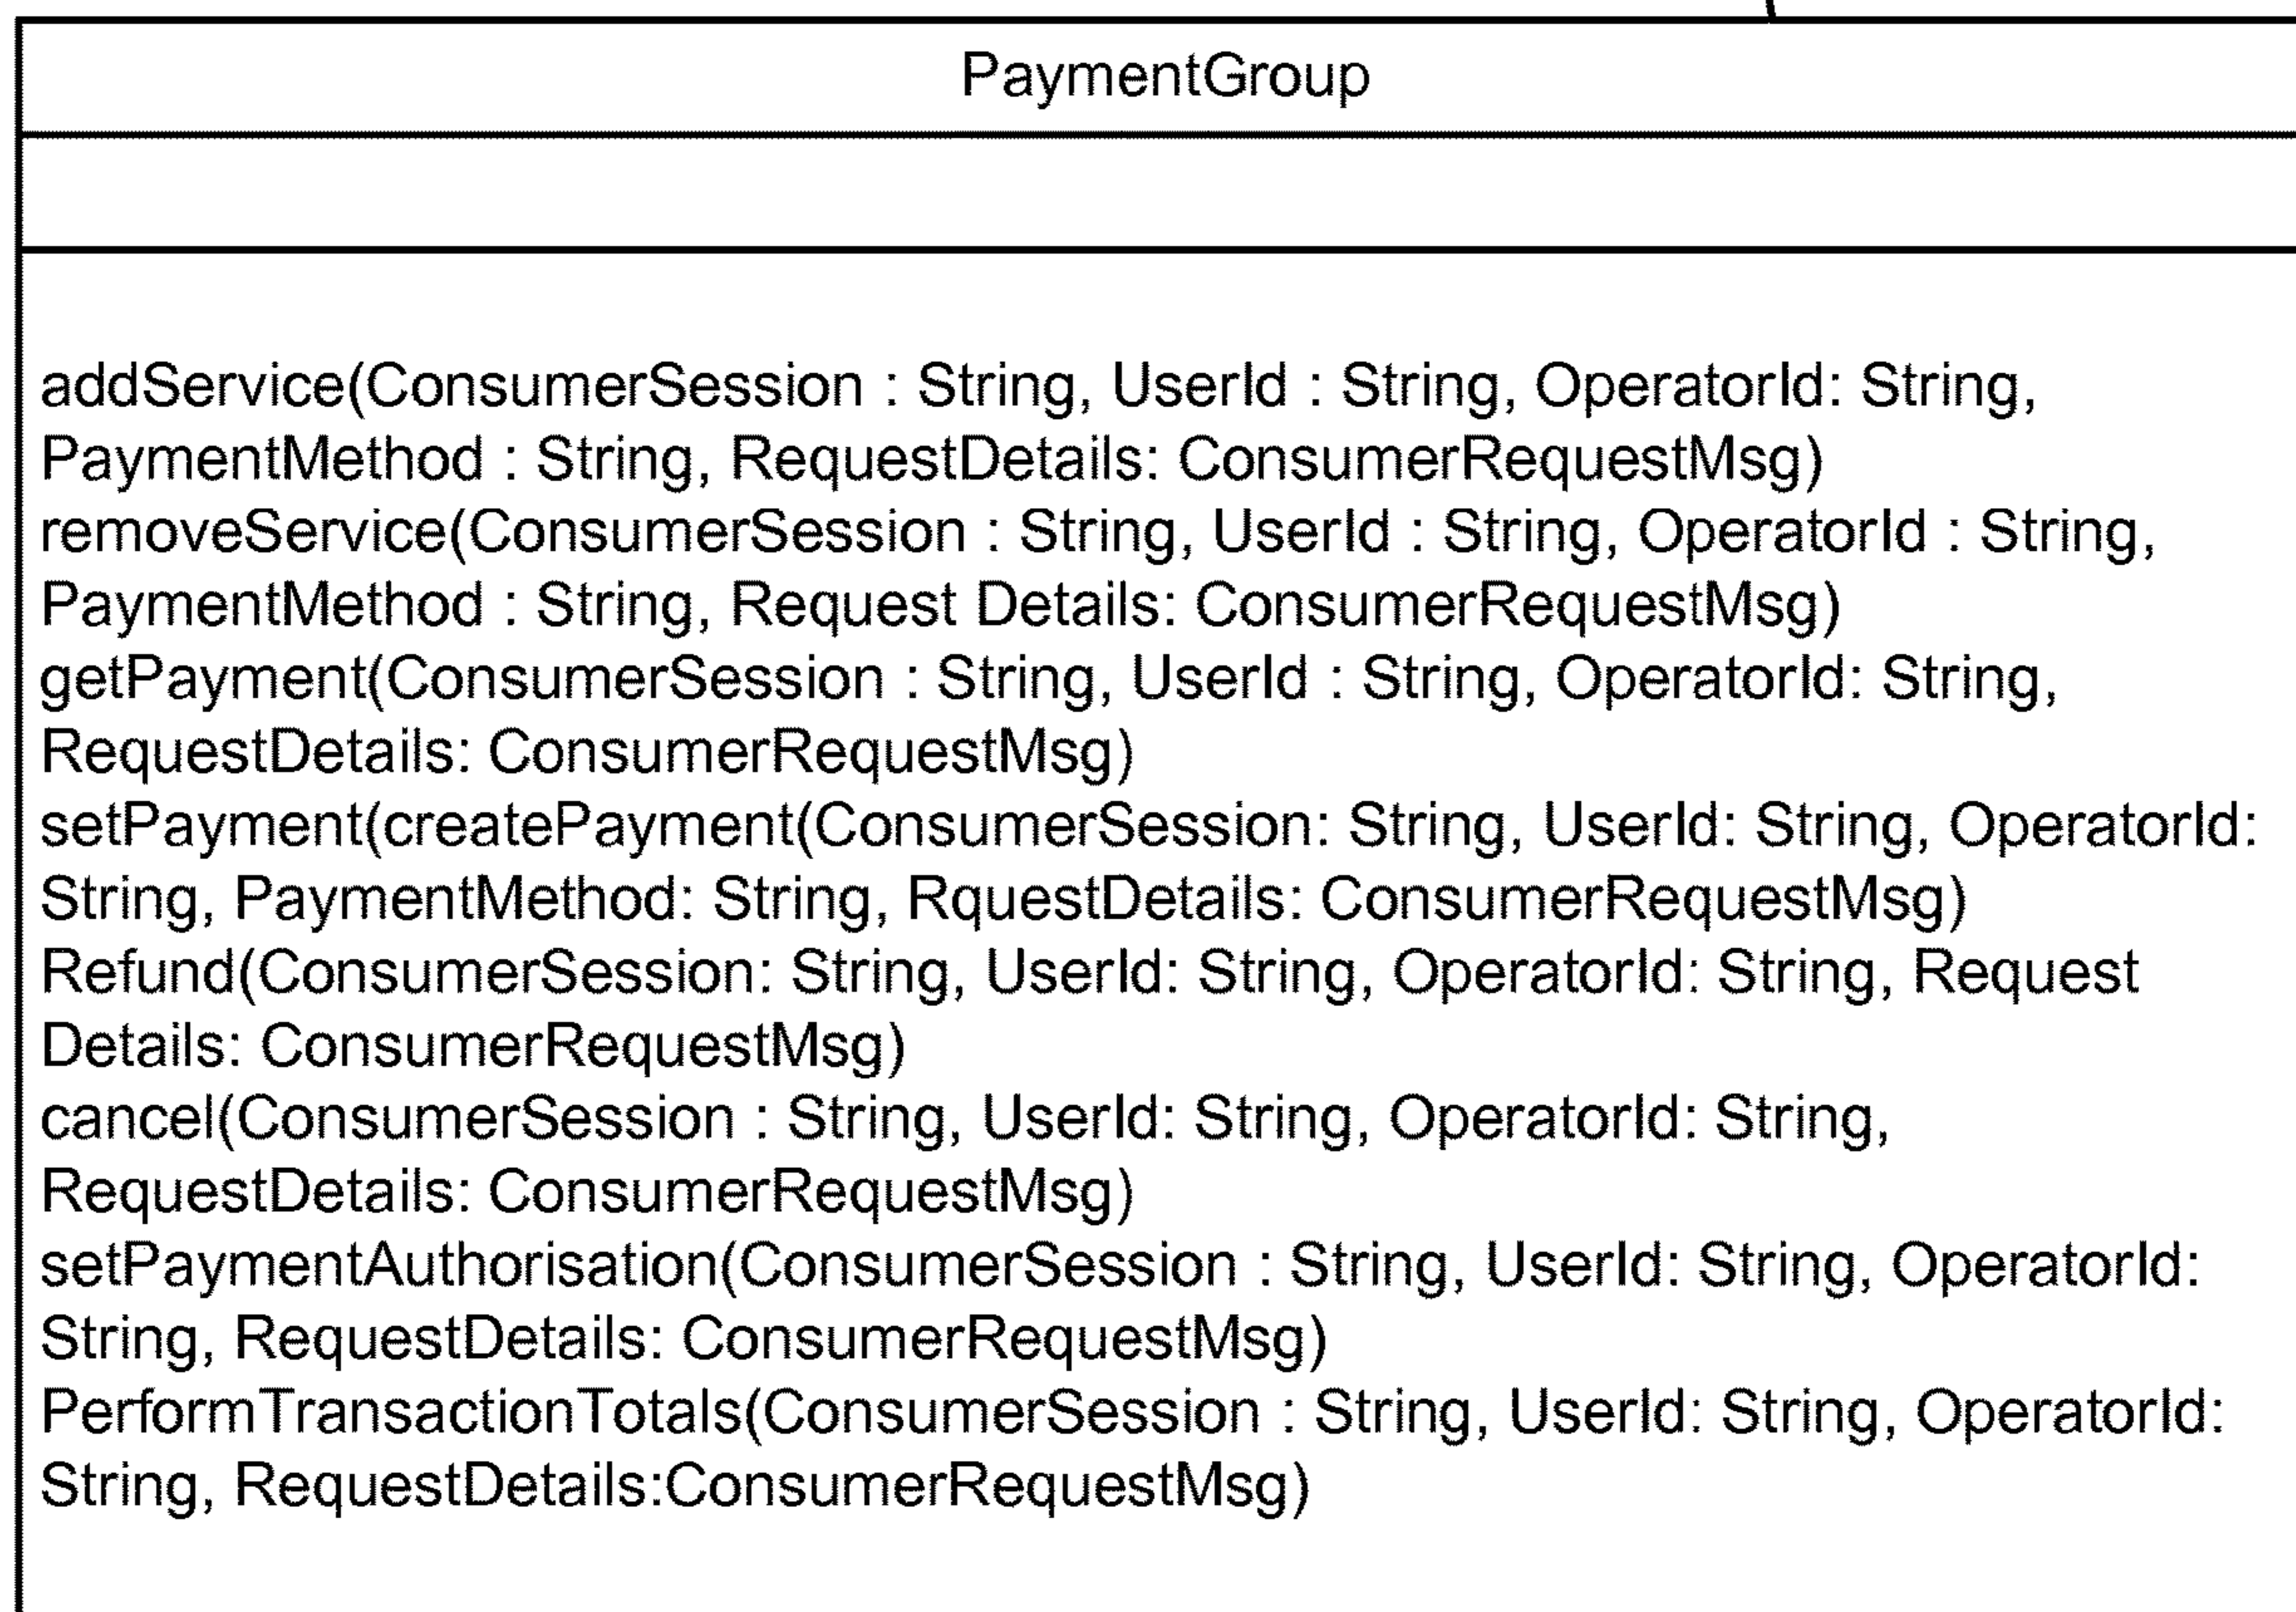 PaymentGroup
addService(ConsumerSession : String, UserId : String, OperatorId: String,
PaymentMethod : String, RequestDetails: ConsumerRequestMsg)
removeService(ConsumerSession : String, UserId : String, OperatorId : String,
PaymentMethod : String, Request Details: ConsumerRequestMsg)
getPayment(ConsumerSession : String, UserId : String, OperatorId: String,
RequestDetails: ConsumerRequestMsg)
setPayment(createPayment(ConsumerSession: String, UserId: String, OperatorId:
String, PaymentMethod: String, RquestDetails: ConsumerRequestMsg)
Refund(ConsumerSession: String, UserId: String, OperatorId: String, Request
Details: ConsumerRequestMsg)
cancel(ConsumerSession : String, UserId: String, OperatorId: String,
RequestDetails: ConsumerRequestMsg)
setPaymentAuthorisation(ConsumerSession : String, UserId: String, OperatorId:
String, RequestDetails: ConsumerRequestMsg)
PerformTransactionTotals(ConsumerSession : String, UserId: String, OperatorId:
String, RequestDetails:ConsumerRequestMsg)